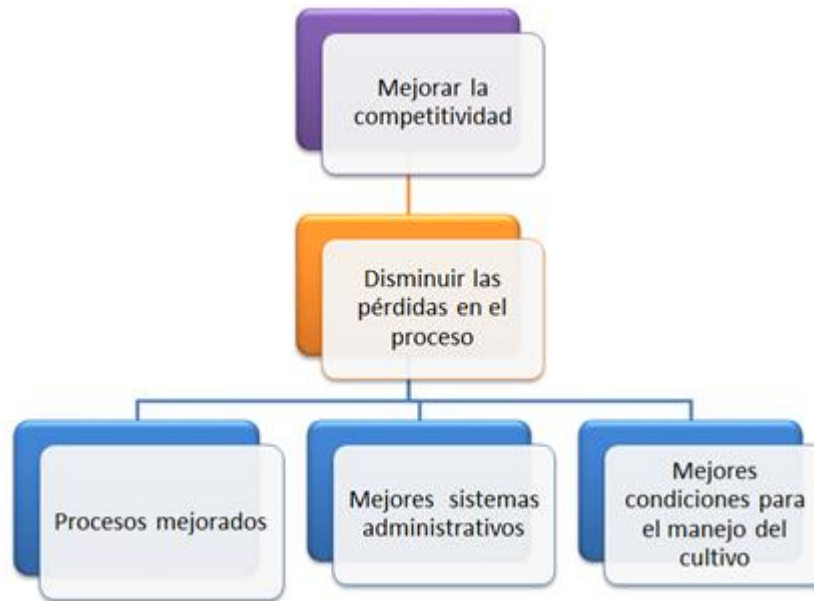 Mejorar la
competitividad
Disminuir las
pérdidas en el
proceso
Procesos mejorados
Mejores sistemas
administrativos
Mejores
condiciones para
el manejo del
cultivo